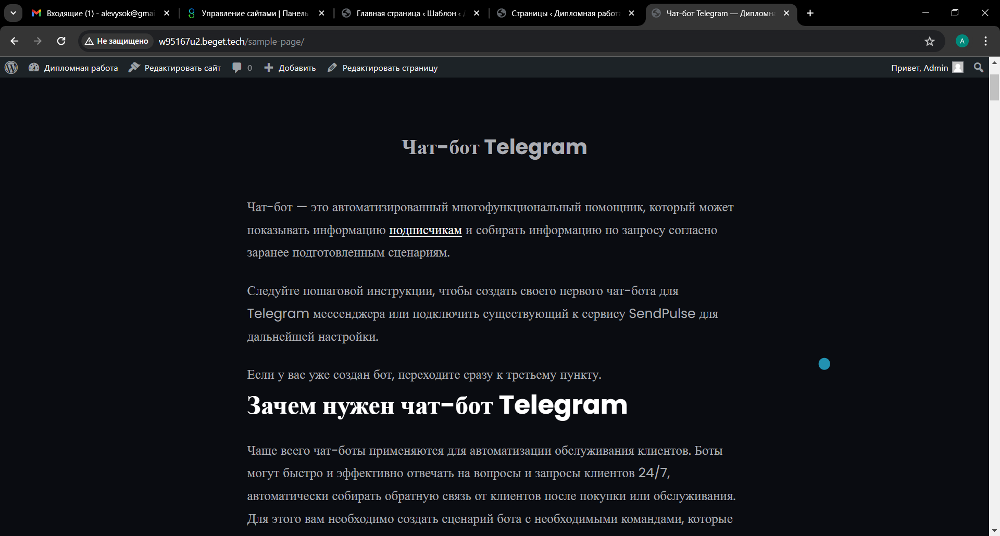 Входящие (1) - alevysok@gmai
Управление сайтами | Панель
Главная страница ‹ Шаблон ‹
Страницы ‹ Дипломная работ
Чат-бот Telegram — Дипломн
Не защищено
w95167u2.beget.tech/sample-page/
A
Дипломная работа
Редактировать сайт
0
Добавить
Редактировать страницу
Привет, Admin
Чат-бот Telegram
Чат-бот — это автоматизированный многофункциональный помощник, который может
показывать информацию подписчикам и собирать информацию по запросу согласно
заранее подготовленным сценариям.
Следуйте пошаговой инструкции, чтобы создать своего первого чат-бота для
Telegram мессенджера или подключить существующий к сервису SendPulse для
дальнейшей настройки.
Если у вас уже создан бот, переходите сразу к третьему пункту.
Зачем нужен чат-бот Telegram
Чаще всего чат-боты применяются для автоматизации обслуживания клиентов. Боты
могут быстро и эффективно отвечать на вопросы и запросы клиентов 24/7,
автоматически собирать обратную связь от клиентов после покупки или обслуживания.
Для этого вам необходимо создать сценарий бота с необходимыми командами, которые